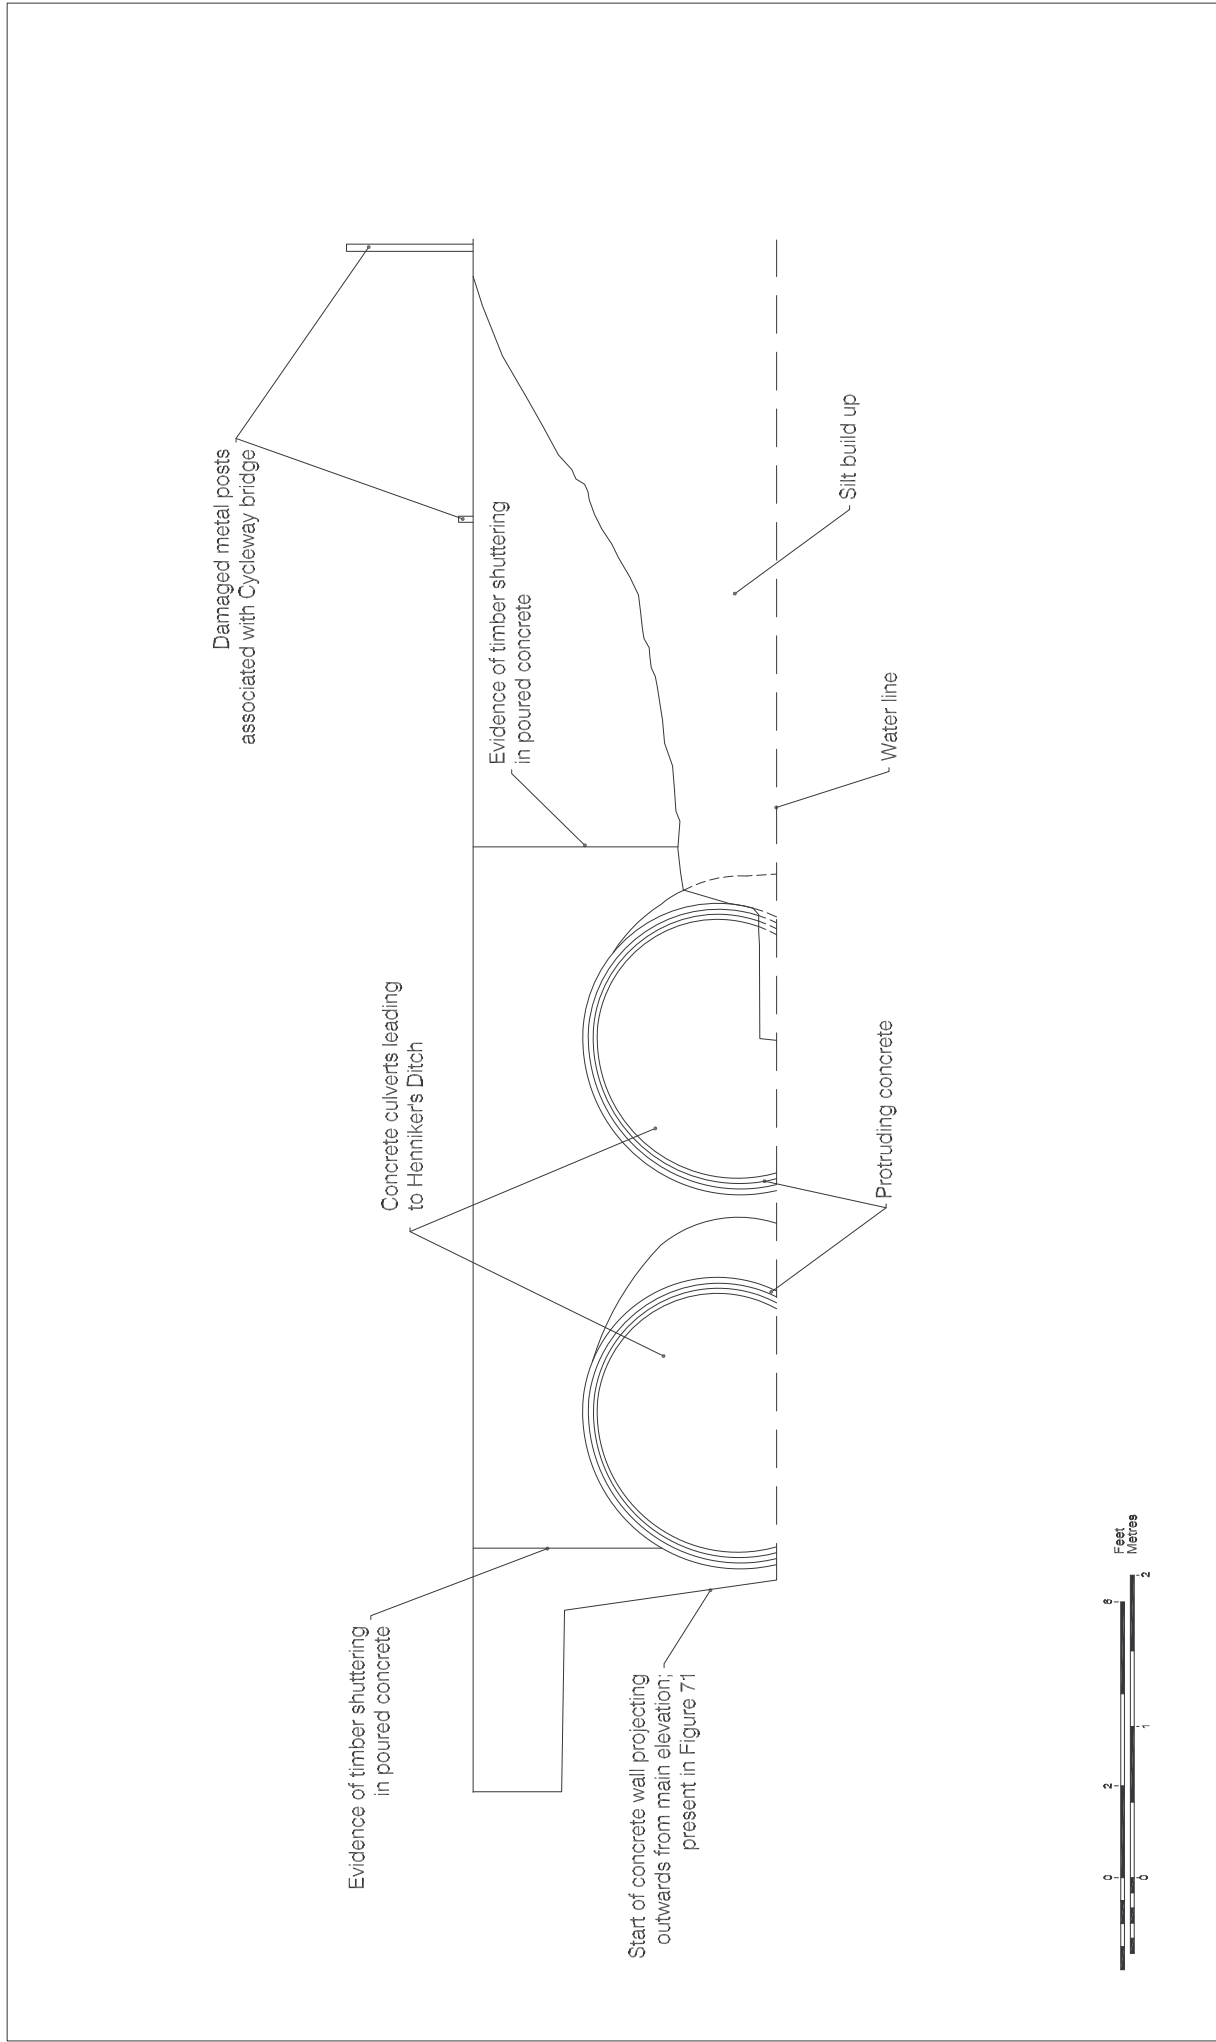 Damaged metal posts
associated with Cycleway bridge
Evidence of timber shuttering
in poured concrete
Concrete culverts leading
to Henniker's Ditch
Evidence of timber shuttering
in poured concrete
Start of concrete wall projecting
outwards from main elevation;
present in Figure 71
Silt build up
Water line
Protruding concrete
0 2 6 Feet
0 1 2 Metres